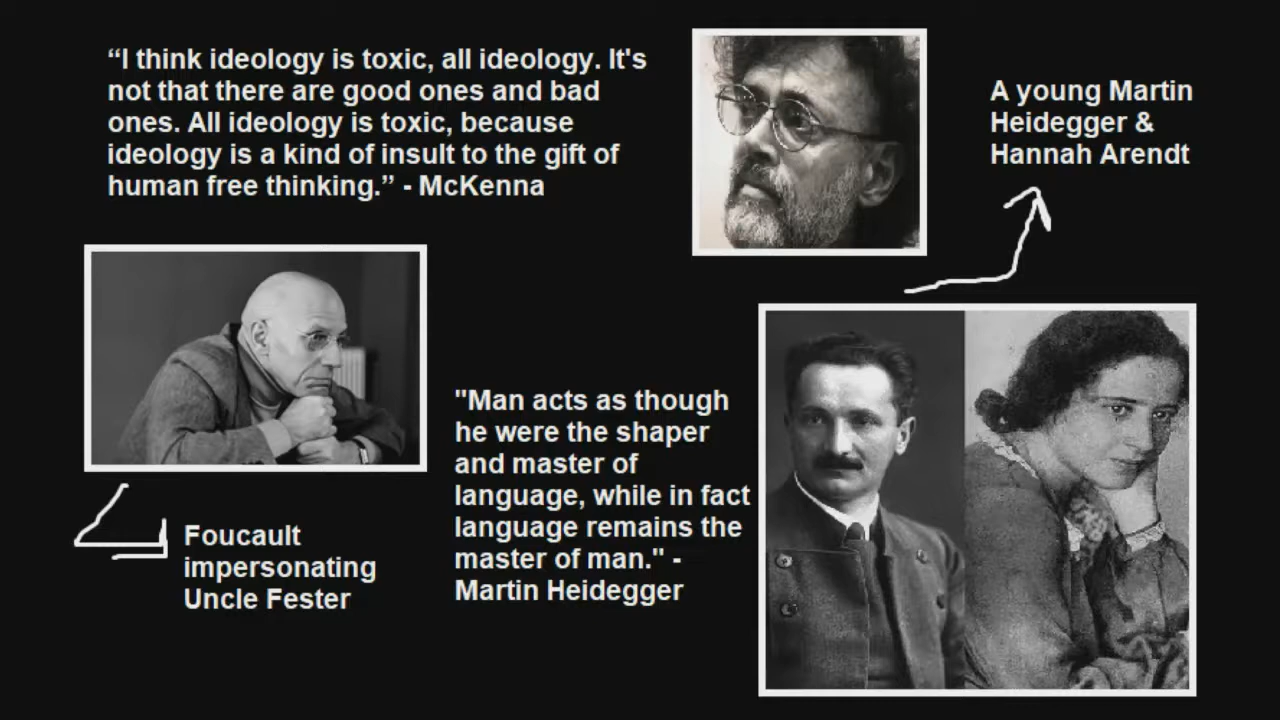 “I think ideology is toxic, all ideology. It's
not that there are good ones and bad
ones. All ideology is toxic, because
ideology is a kind of insult to the gift of
human free thinking.” - McKenna
A young Martin
Heidegger &
Hannah Arendt
"Man acts as though
he were the shaper
and master of
language, while in fact
language remains the
master of man." -
Martin Heidegger
Foucault
impersonating
Uncle Fester